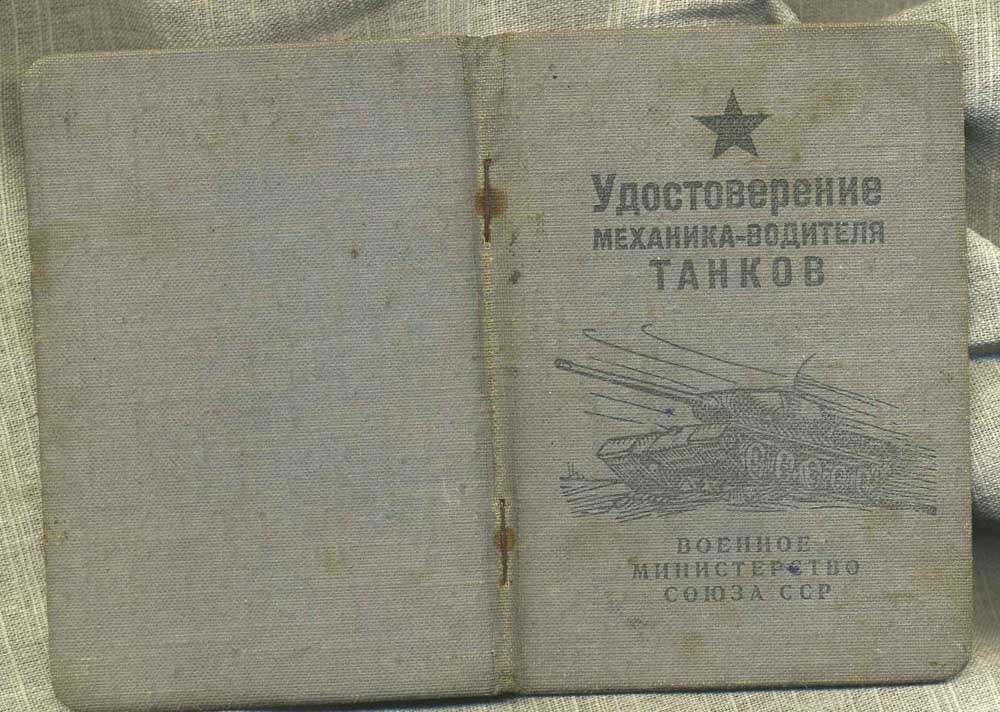 Удостоверение
МЕХАНИКА-ВОДИТЕЛЯ
ТАНКОВ
ВОЕННОЕ
МИНИСТЕРСТВО
СОЮЗА ССР